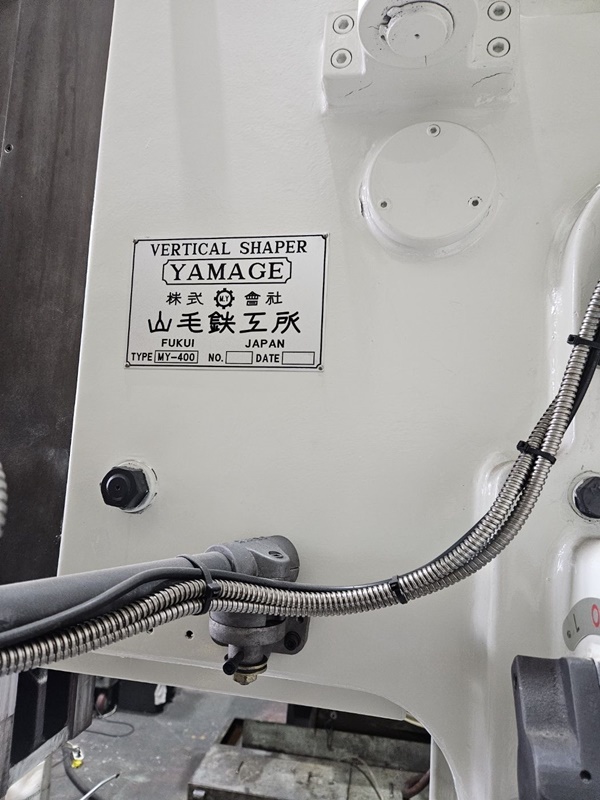 VERTICAL SHAPER
YAMAGE
株式 M.Y 會社
山毛鉄工所
FUKUI JAPAN
TYPE MY-400 NO. DATE